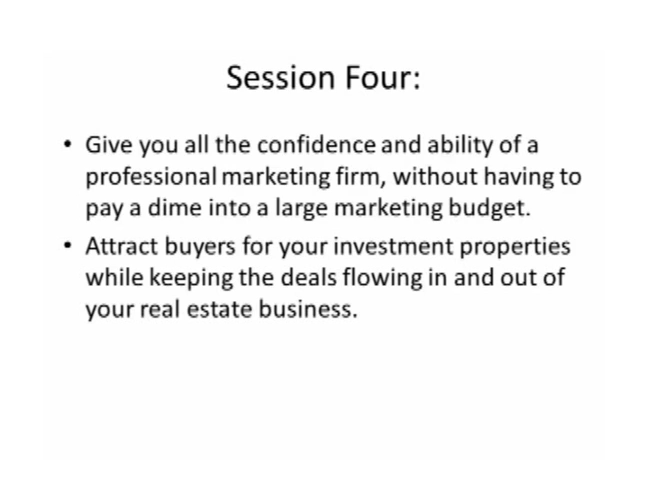 Session Four:
• Give you all the confidence and ability of a
professional marketing firm, without having to
pay a dime into a large marketing budget.
• Attract buyers for your investment properties
while keeping the deals flowing in and out of
your real estate business.